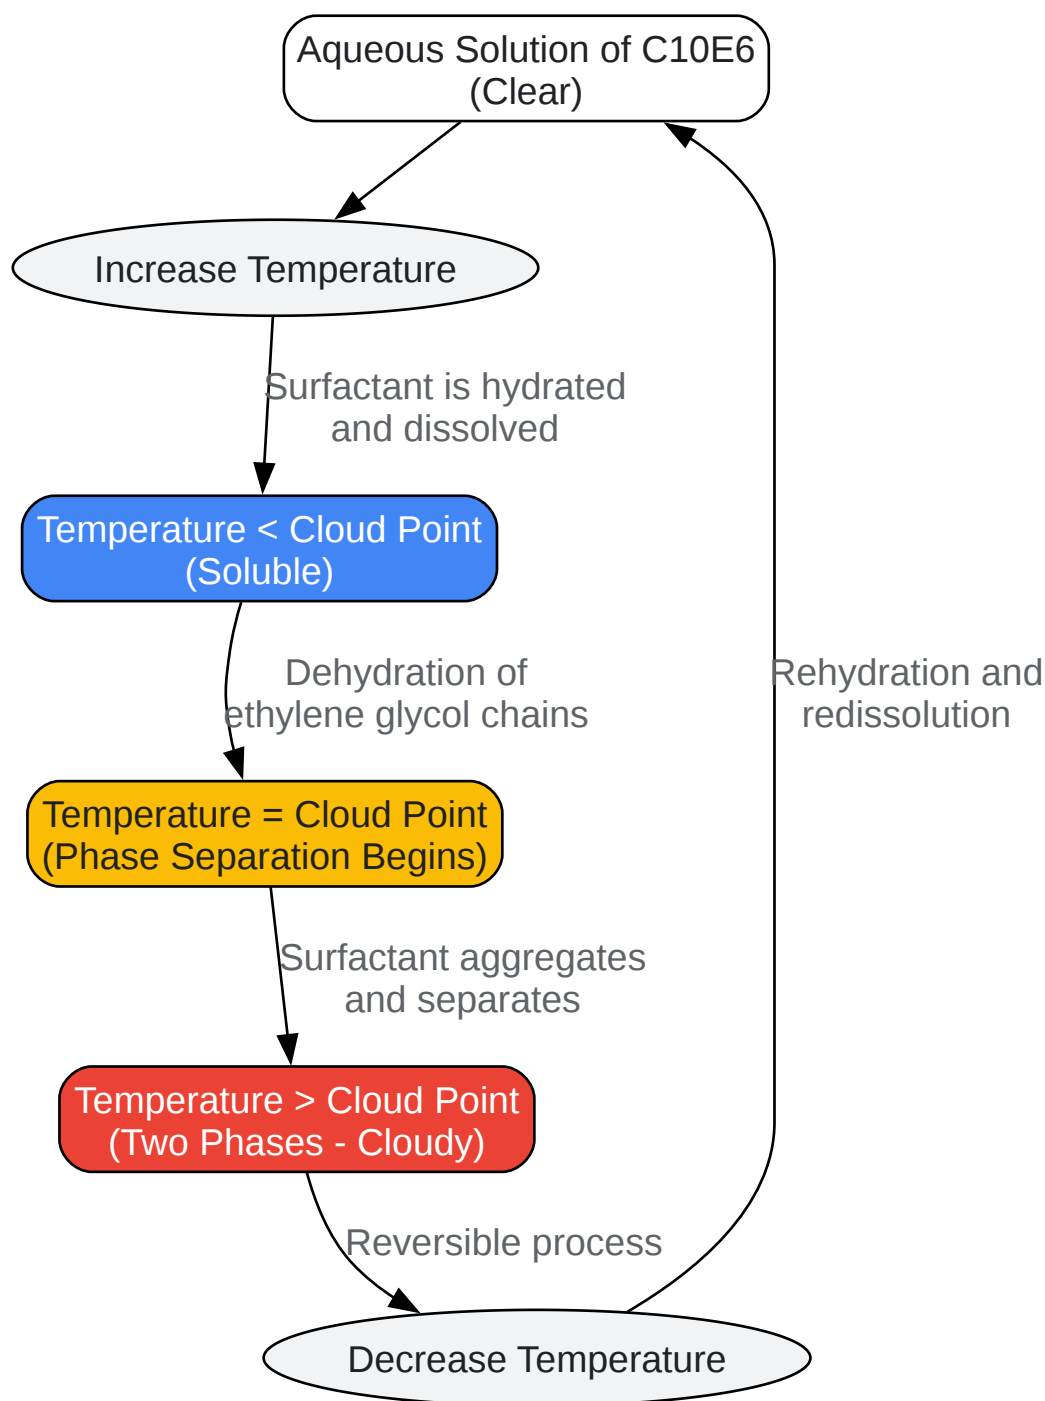 Aqueous Solution of C10E6
(Clear)
Increase Temperature
Surfactant is hydrated
and dissolved
Temperature < Cloud Point
(Soluble)
Dehydration of
ethylene glycol chains
Rehydration and
redissolution
Temperature = Cloud Point
(Phase Separation Begins)
Surfactant aggregates
and separates
Temperature > Cloud Point
(Two Phases - Cloudy)
Reversible process
Decrease Temperature